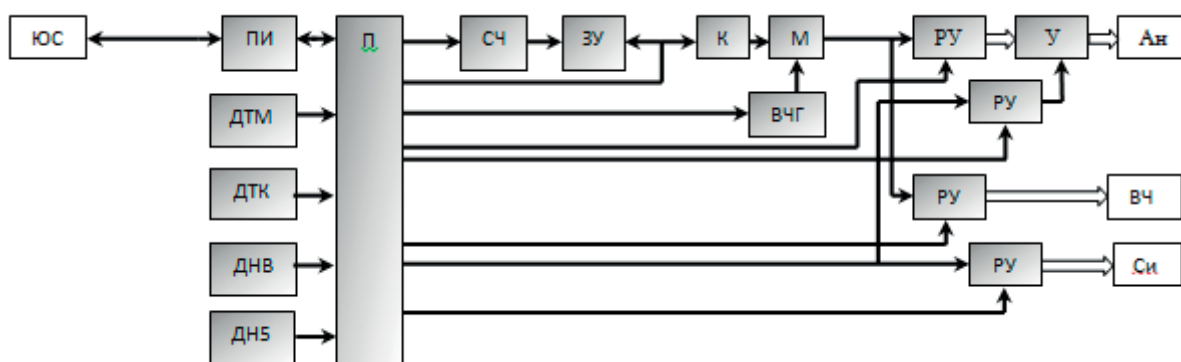 ЮС
ПИ
П
СЧ
ЗУ
К
М
РУ
У
Ан
ДТМ
ВЧГ
РУ
ДТК
РУ
ВЧ
ДНВ
РУ
Си
ДН5